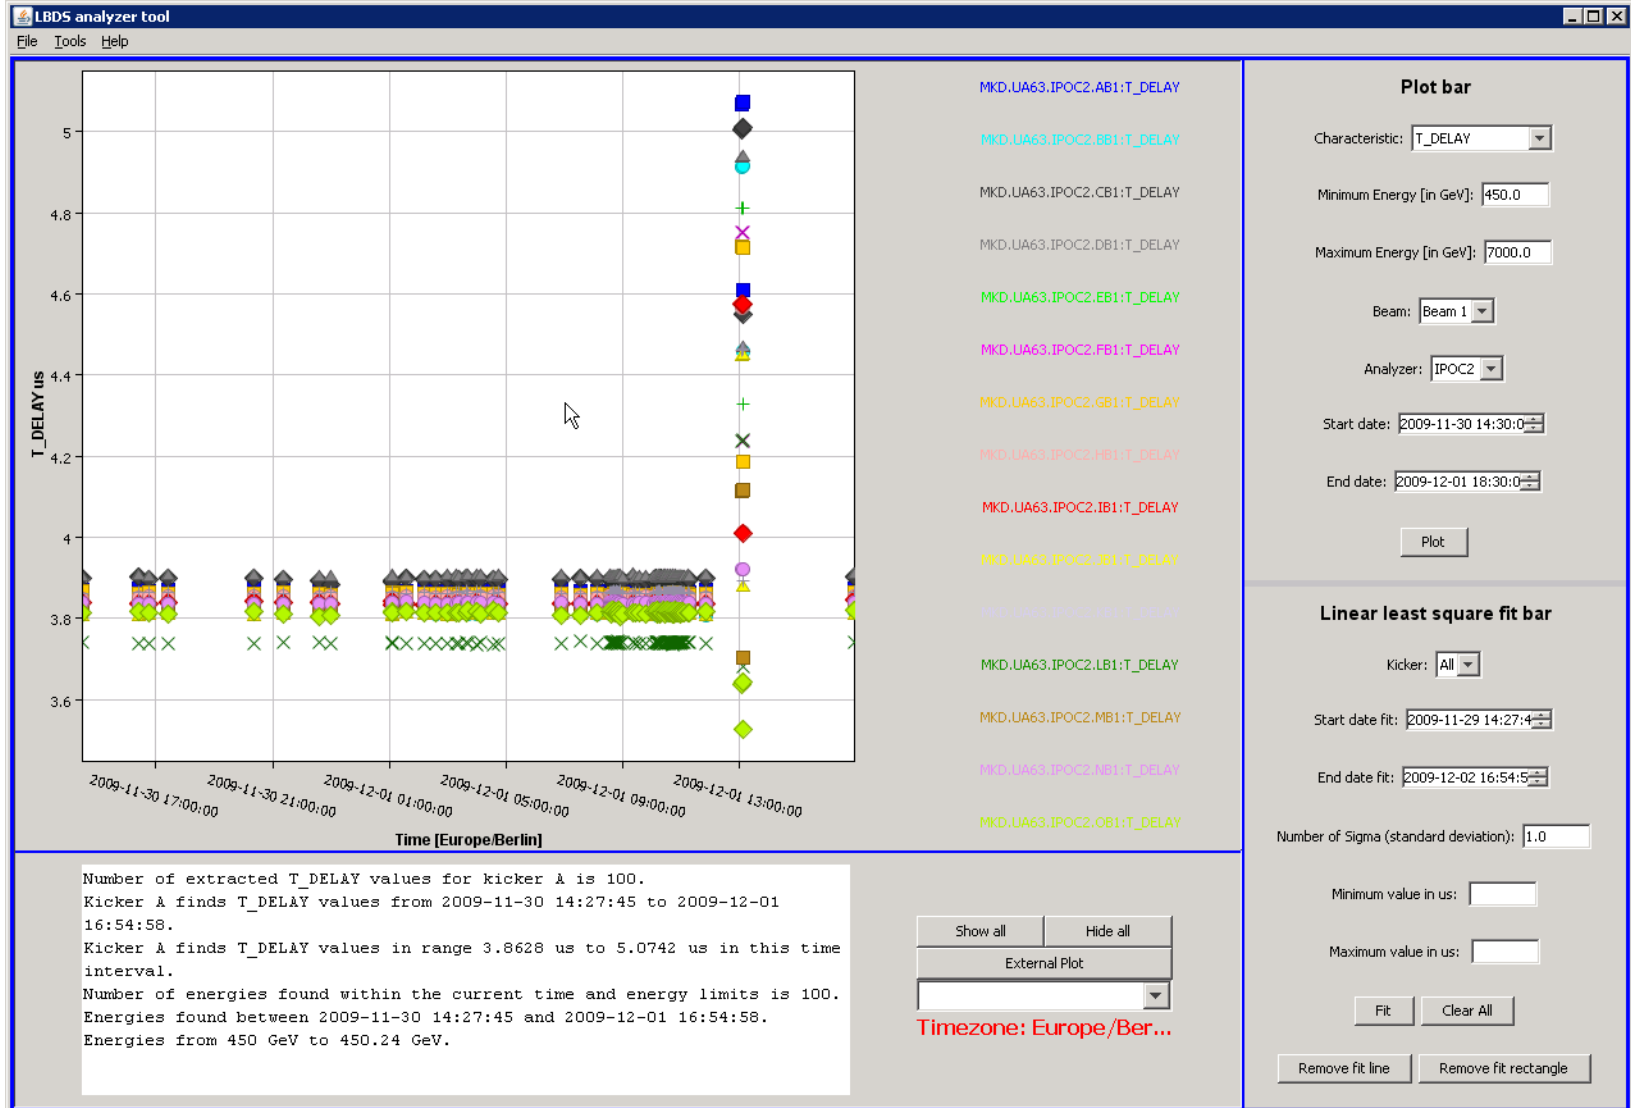 LBDS analyzer tool
File Tools Help
5
4.8
4.6
4.4
4.2
4
3.8
3.6
T_DELAY us
2009-11-30 17:00:00
2009-11-30 21:00:00
2009-12-01 01:00:00
2009-12-01 05:00:00
2009-12-01 09:00:00
2009-12-01 13:00:00
Time [Europe/Berlin]
MKD.UA63.IPOC2.AB1:T_DELAY
MKD.UA63.IPOC2.BB1:T_DELAY
MKD.UA63.IPOC2.CB1:T_DELAY
MKD.UA63.IPOC2.DB1:T_DELAY
MKD.UA63.IPOC2.EB1:T_DELAY
MKD.UA63.IPOC2.FB1:T_DELAY
MKD.UA63.IPOC2.GB1:T_DELAY
MKD.UA63.IPOC2.HB1:T_DELAY
MKD.UA63.IPOC2.IB1:T_DELAY
MKD.UA63.IPOC2.JB1:T_DELAY
MKD.UA63.IPOC2.LB1:T_DELAY
MKD.UA63.IPOC2.MB1:T_DELAY
MKD.UA63.IPOC2.NB1:T_DELAY
MKD.UA63.IPOC2.OB1:T_DELAY
Number of extracted T_DELAY values for kicker A is 100.
Kicker A finds T_DELAY values from 2009-11-30 14:27:45 to 2009-12-01
16:54:58.
Kicker A finds T_DELAY values in range 3.8628 us to 5.0742 us in this time
interval.
Number of energies found within the current time and energy limits is 100.
Energies found between 2009-11-30 14:27:45 and 2009-12-01 16:54:58.
Energies from 450 GeV to 450.24 GeV.
Show all Hide all
External Plot
Timezone: Europe/Ber...
Plot bar
Characteristic: T_DELAY
Minimum Energy [in GeV]: 450.0
Maximum Energy [in GeV]: 7000.0
Beam: Beam 1
Analyzer: IPOC2
Start date: 2009-11-30 14:30:0
End date: 2009-12-01 18:30:0
Plot
Linear least square fit bar
Kicker: All
Start date fit: 2009-11-29 14:27:4
End date fit: 2009-12-02 16:54:5
Number of Sigma (standard deviation): 1.0
Minimum value in us:
Maximum value in us:
Fit Clear All
Remove fit line Remove fit rectangle